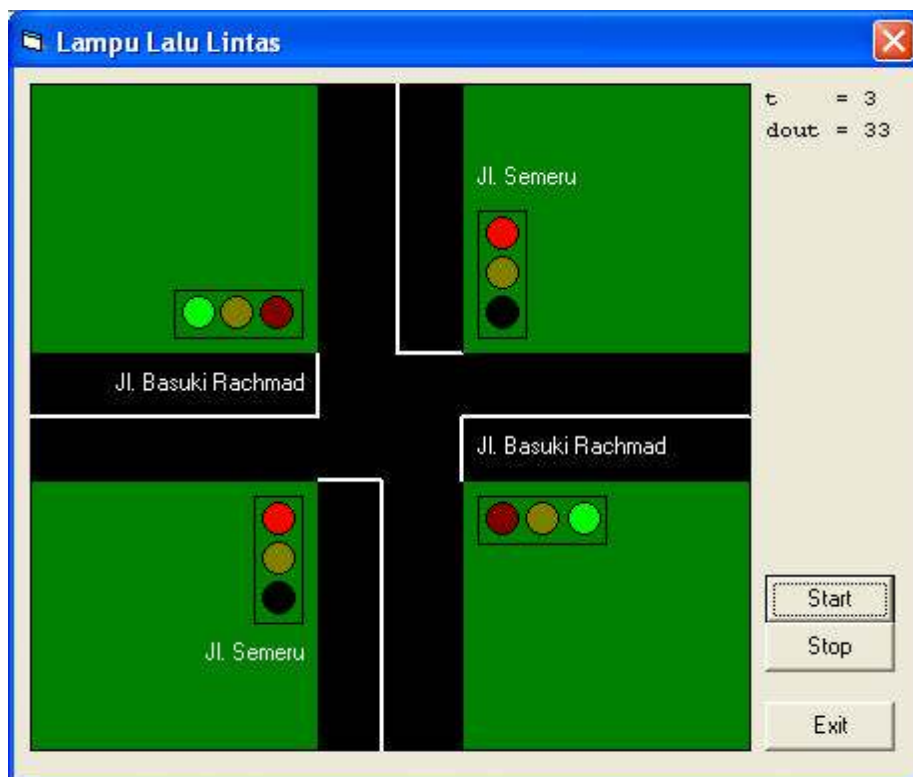 Lampu Lalu Lintas
t    = 3
dout = 33
Jl. Semeru
Jl. Basuki Rachmad
Jl. Basuki Rachmad
Jl. Semeru
Start
Stop
Exit